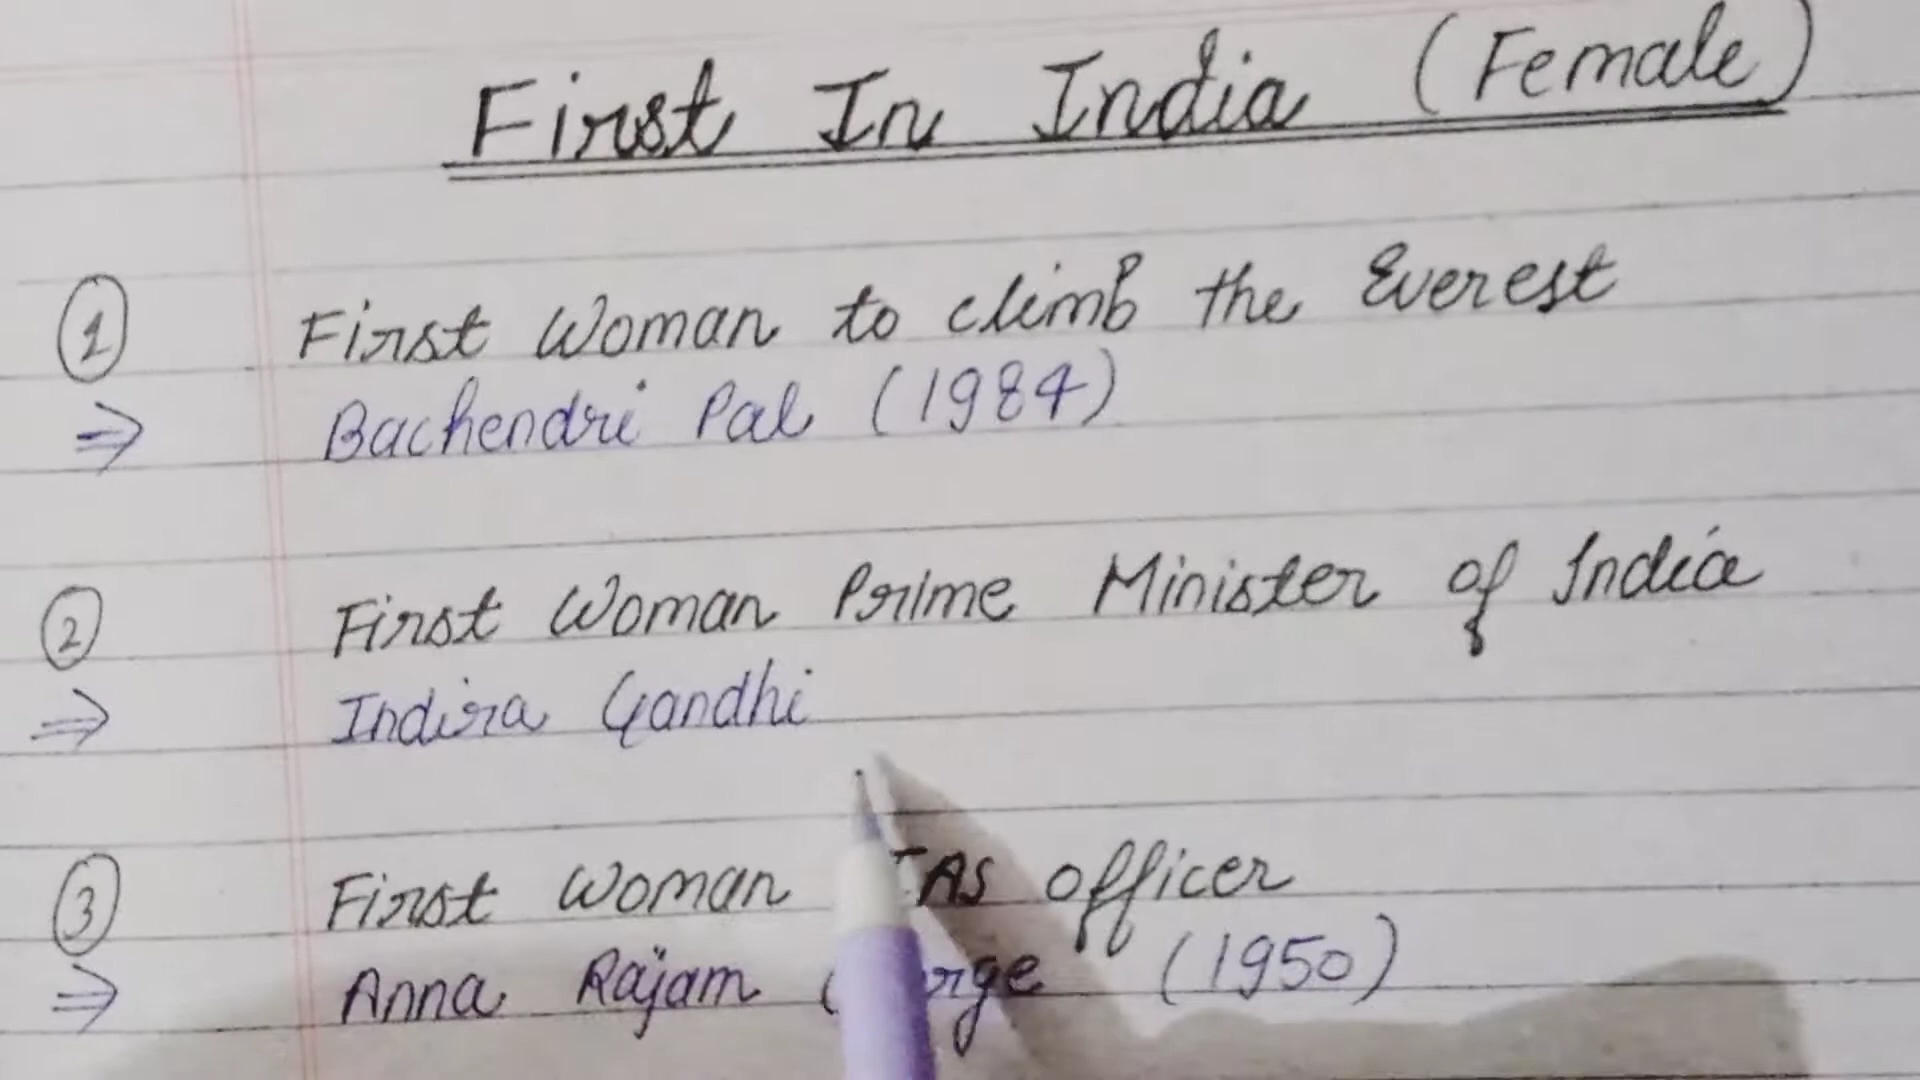 First In India (Female)
1 First Woman to climb the Everest
⇒ Bachendri Pal (1984)
2 First Woman Prime Minister of India
⇒ Indira Gandhi
3 First Woman IAS officer
⇒ Anna Rajam (1950)